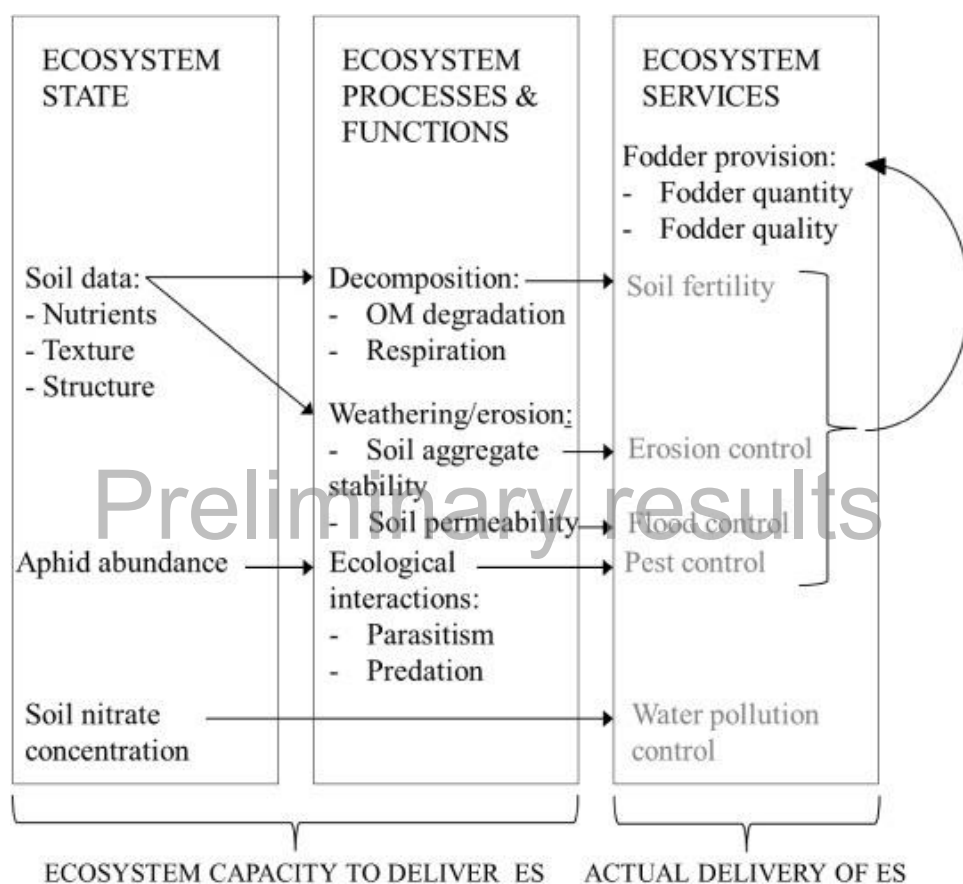 ECOSYSTEM
STATE
Soil data:
- Nutrients
- Texture
- Structure
Aphid abundance
Soil nitrate
concentration
ECOSYSTEM
PROCESSES &
FUNCTIONS
Decomposition:
- OM degradation
- Respiration
Weathering/erosion:
- Soil aggregate
stability
- Soil permeability
Ecological
interactions:
- Parasitism
- Predation
ECOSYSTEM
SERVICES
Fodder provision:
- Fodder quantity
- Fodder quality
Soil fertility
Erosion control
Flood control
Pest control
Water pollution
control
Preliminary results
ECOSYSTEM CAPACITY TO DELIVER ES
ACTUAL DELIVERY OF ES